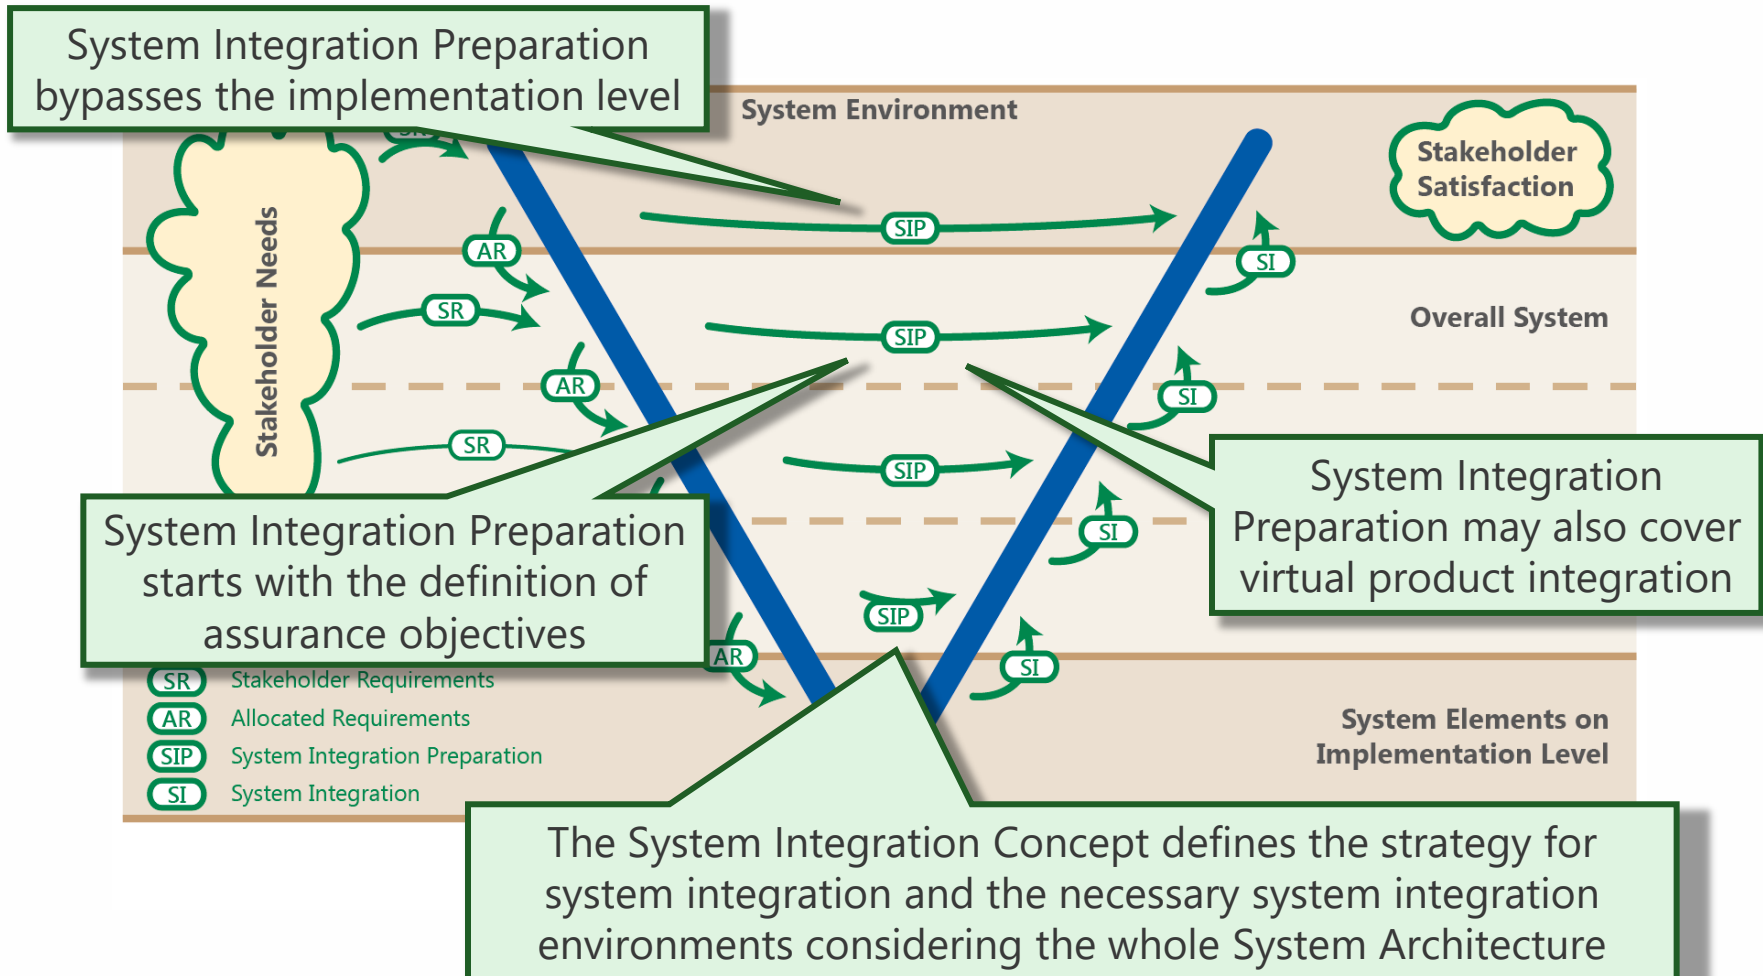 System Integration Preparation
bypasses the implementation level
System Environment
Stakeholder
Satisfaction
Stakeholder Needs
SIP
AR
SI
SR
SIP
Overall System
AR
SI
SR
SIP
System Integration
Preparation may also cover
virtual product integration
System Integration Preparation
starts with the definition of
assurance objectives
SI
SIP
AR
SI
SR Stakeholder Requirements
AR Allocated Requirements
SIP System Integration Preparation
SI System Integration
System Elements on
Implementation Level
The System Integration Concept defines the strategy for
system integration and the necessary system integration
environments considering the whole System Architecture